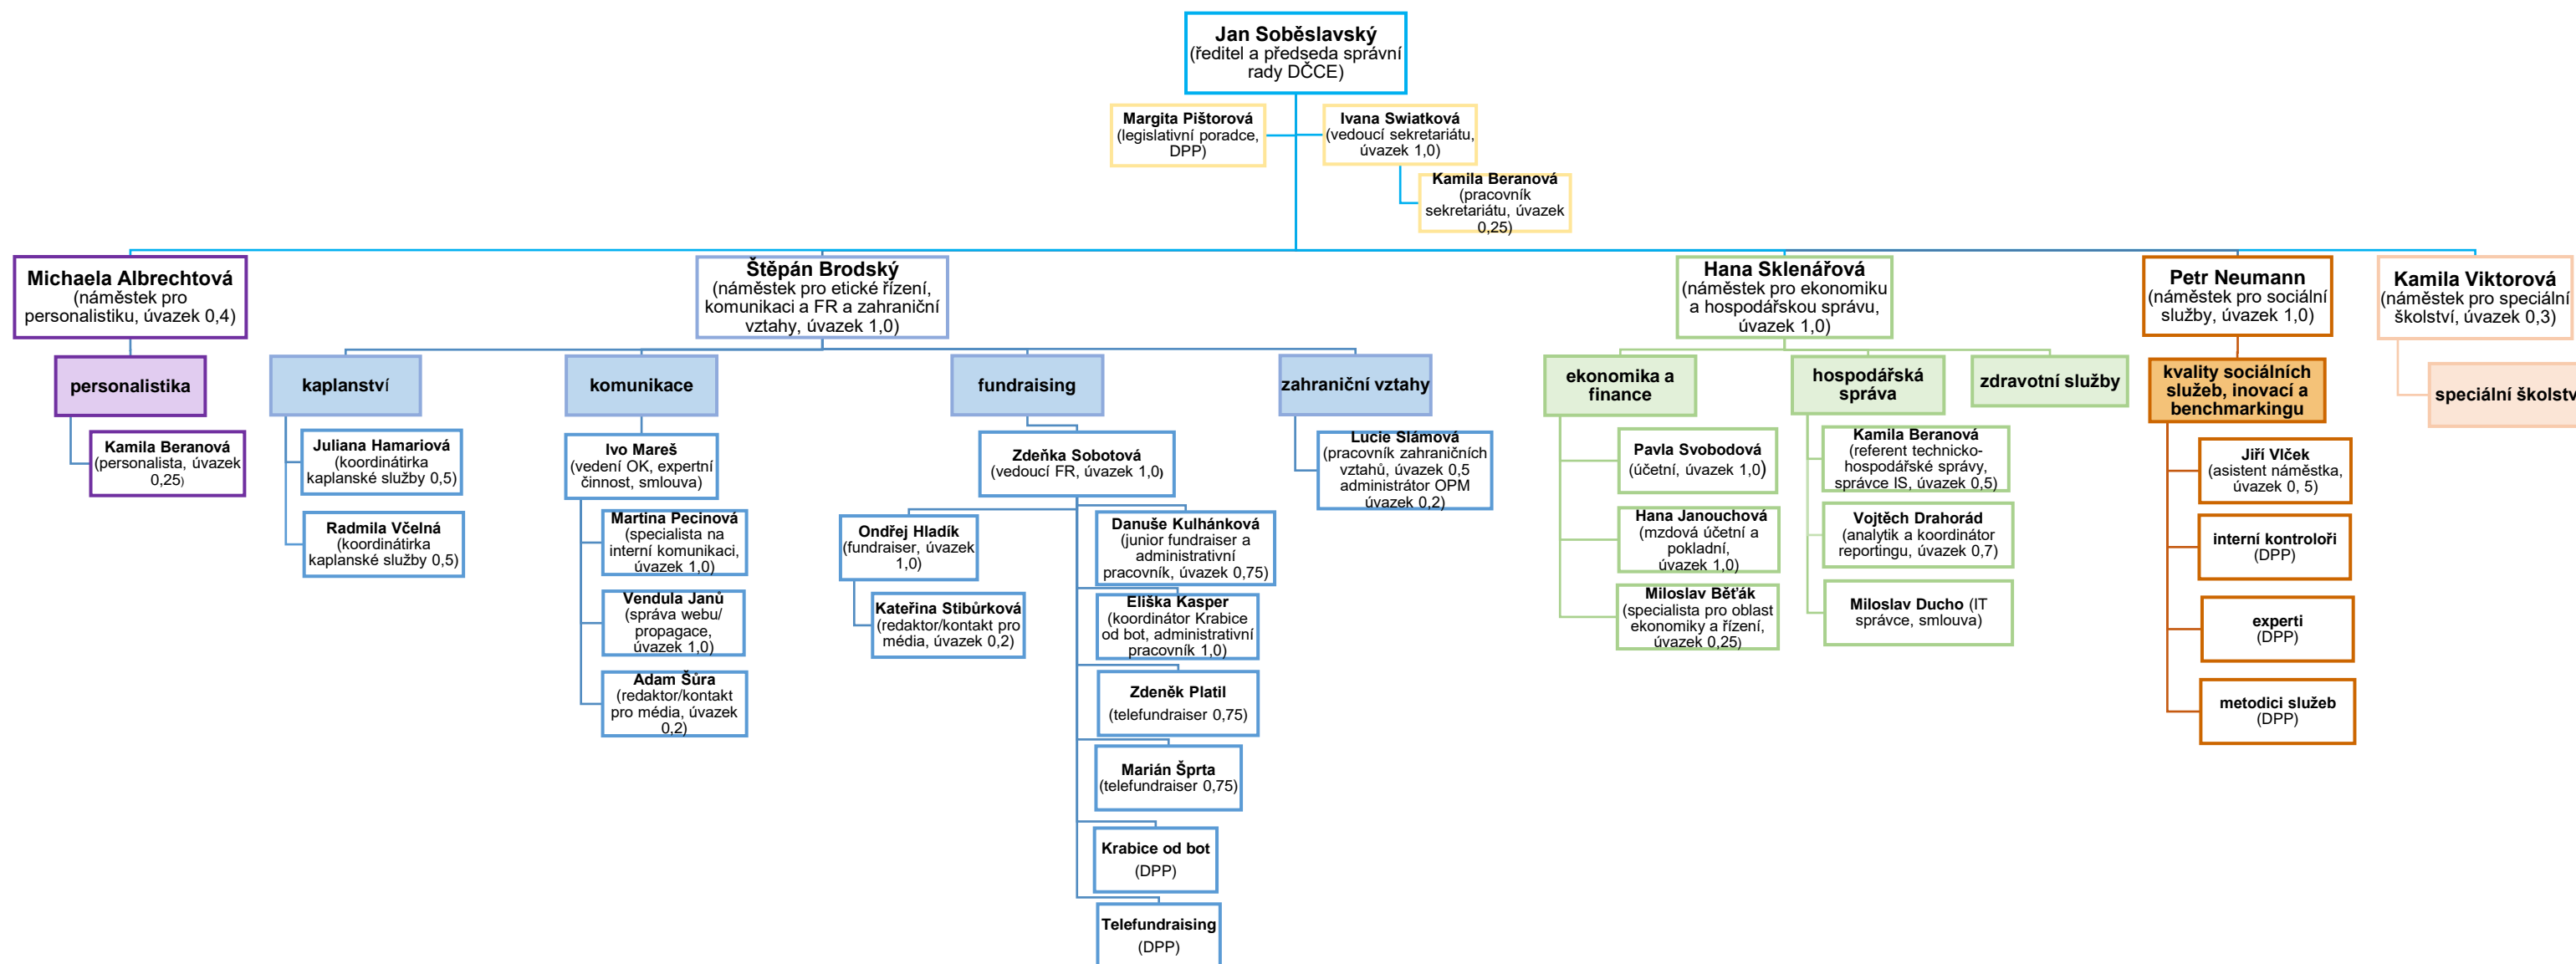 Jan Soběslavský
(ředitel a předseda správní
rady DČCE)
Margita Pištorová
(legislativní poradce,
DPP)
Ivana Swiatková
(vedoucí sekretariátu,
úvazek 1,0)
Kamila Beranová
(pracovník
sekretariátu, úvazek
0,25)
Michaela Albrechtová
(náměstek pro
personalistiku, úvazek 0,4)
Štěpán Brodský
(náměstek pro etické řízení,
komunikaci a FR a zahraniční
vztahy, úvazek 1,0)
Hana Sklenářová
(náměstek pro ekonomiku
a hospodářskou správu,
úvazek 1,0)
Petr Neumann
(náměstek pro sociální
služby, úvazek 1,0)
Kamila Viktorová
(náměstek pro speciální
školství, úvazek 0,3)
personalistika
Kamila Beranová
(personalista, úvazek
0,25)
kaplanství
Juliana Hamariová
(koordinátirka
kaplanské služby 0,5)
Radmila Včelná
(koordinátirka
kaplanské služby 0,5)
komunikace
Ivo Mareš
(vedení OK, expertní
činnost, smlouva)
Martina Pecinová
(specialista na
interní komunikaci,
úvazek 1,0)
Vendula Janů
(správa webu/
propagace,
úvazek 1,0)
Adam Šůra
(redaktor/kontakt
pro média, úvazek
0,2)
fundraising
Zdeňka Sobotová
(vedoucí FR, úvazek 1,0)
Ondřej Hladík
(fundraiser, úvazek
1,0)
Kateřina Stibůrková
(redaktor/kontakt pro
média, úvazek 0,2)
Danuše Kulhánková
(junior fundraiser a
administrativní
pracovník, úvazek 0,75)
Eliška Kasper
(koordinátor Krabice
od bot, administrativní
pracovník 1,0)
Zdeněk Platil
(telefundraiser 0,75)
Marián Šprta
(telefundraiser 0,75)
Krabice od bot
(DPP)
Telefundraising
(DPP)
zahraniční vztahy
Lucie Slámová
(pracovník zahraničních
vztahů, úvazek 0,5
administrátor OPM
úvazek 0,2)
ekonomika a
finance
Pavla Svobodová
(účetní, úvazek 1,0)
Hana Janouchová
(mzdová účetní a
pokladní,
úvazek 1,0)
Miloslav Běťák
(specialista pro oblast
ekonomiky a řízení,
úvazek 0,25)
hospodářská
správa
Kamila Beranová
(referent technicko-
hospodářské správy,
správce IS, úvazek 0,5)
Vojtěch Drahorád
(analytik a koordinátor
reportingu, úvazek 0,7)
Miloslav Ducho (IT
správce, smlouva)
zdravotní služby
kvality sociálních
služeb, inovací a
benchmarkingu
Jiří Vlček
(asistent náměstka,
úvazek 0, 5)
interní kontroloři
(DPP)
experti
(DPP)
metodici služeb
(DPP)
speciální školstv